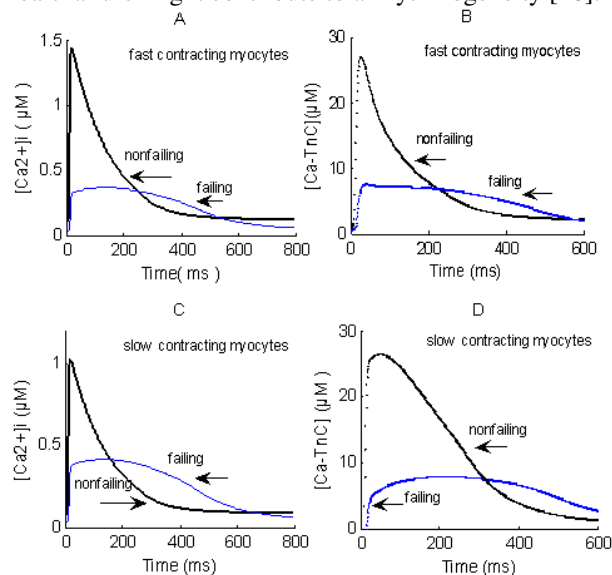 A
B
fast contracting myocytes
fast contracting myocytes
[Ca2+]i ( µM )
1.5
1
0.5
0
nonfailing
failing
0 200 400 600 800
Time( ms )
[Ca-TnC](µM)
30
20
10
0
nonfailing
failing
0 200 400 600
Time (ms)
C
D
slow contracting myocytes
slow contracting myocytes
[Ca2+]i (µM)
1
0.5
0
failing
nonfailing
0 200 400 600 800
Time (ms)
[Ca-TnC] (µM)
30
20
10
0
nonfailing
failing
0 200 400 600
Time (ms)